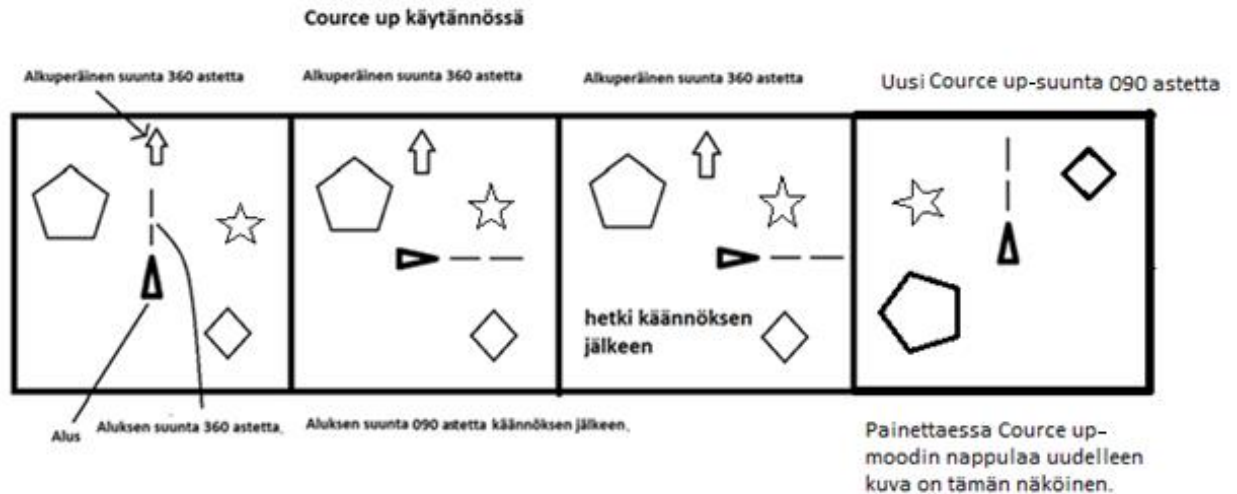 Cource up käytännössä
Alkuperäinen suunta 360 astetta
Alkuperäinen suunta 360 astetta
Alkuperäinen suunta 360 astetta
Uusi Cource up-suunta 090 astetta
hetki käännöksen
jälkeen
Alus
Aluksen suunta 360 astetta.
Aluksen suunta 090 astetta käännöksen jälkeen.
Painettaessa Cource up-
moodin nappulaa uudelleen
kuva on tämän näköinen.